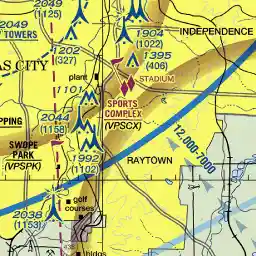 2049
(1125)
2049
TOWERS
1202
(327)
1904
(1022)
INDEPENDENCE
1395
(406)
AS CITY
plant
STADIUM
1101
SPORTS
COMPLEX
(VPSCX)
2044
(1158)
PPING
SWOPE
PARK
(VPSPK)
1992
(1102)
RAYTOWN
12,000-7000
2038
(1153)
golf
courses
bldgs